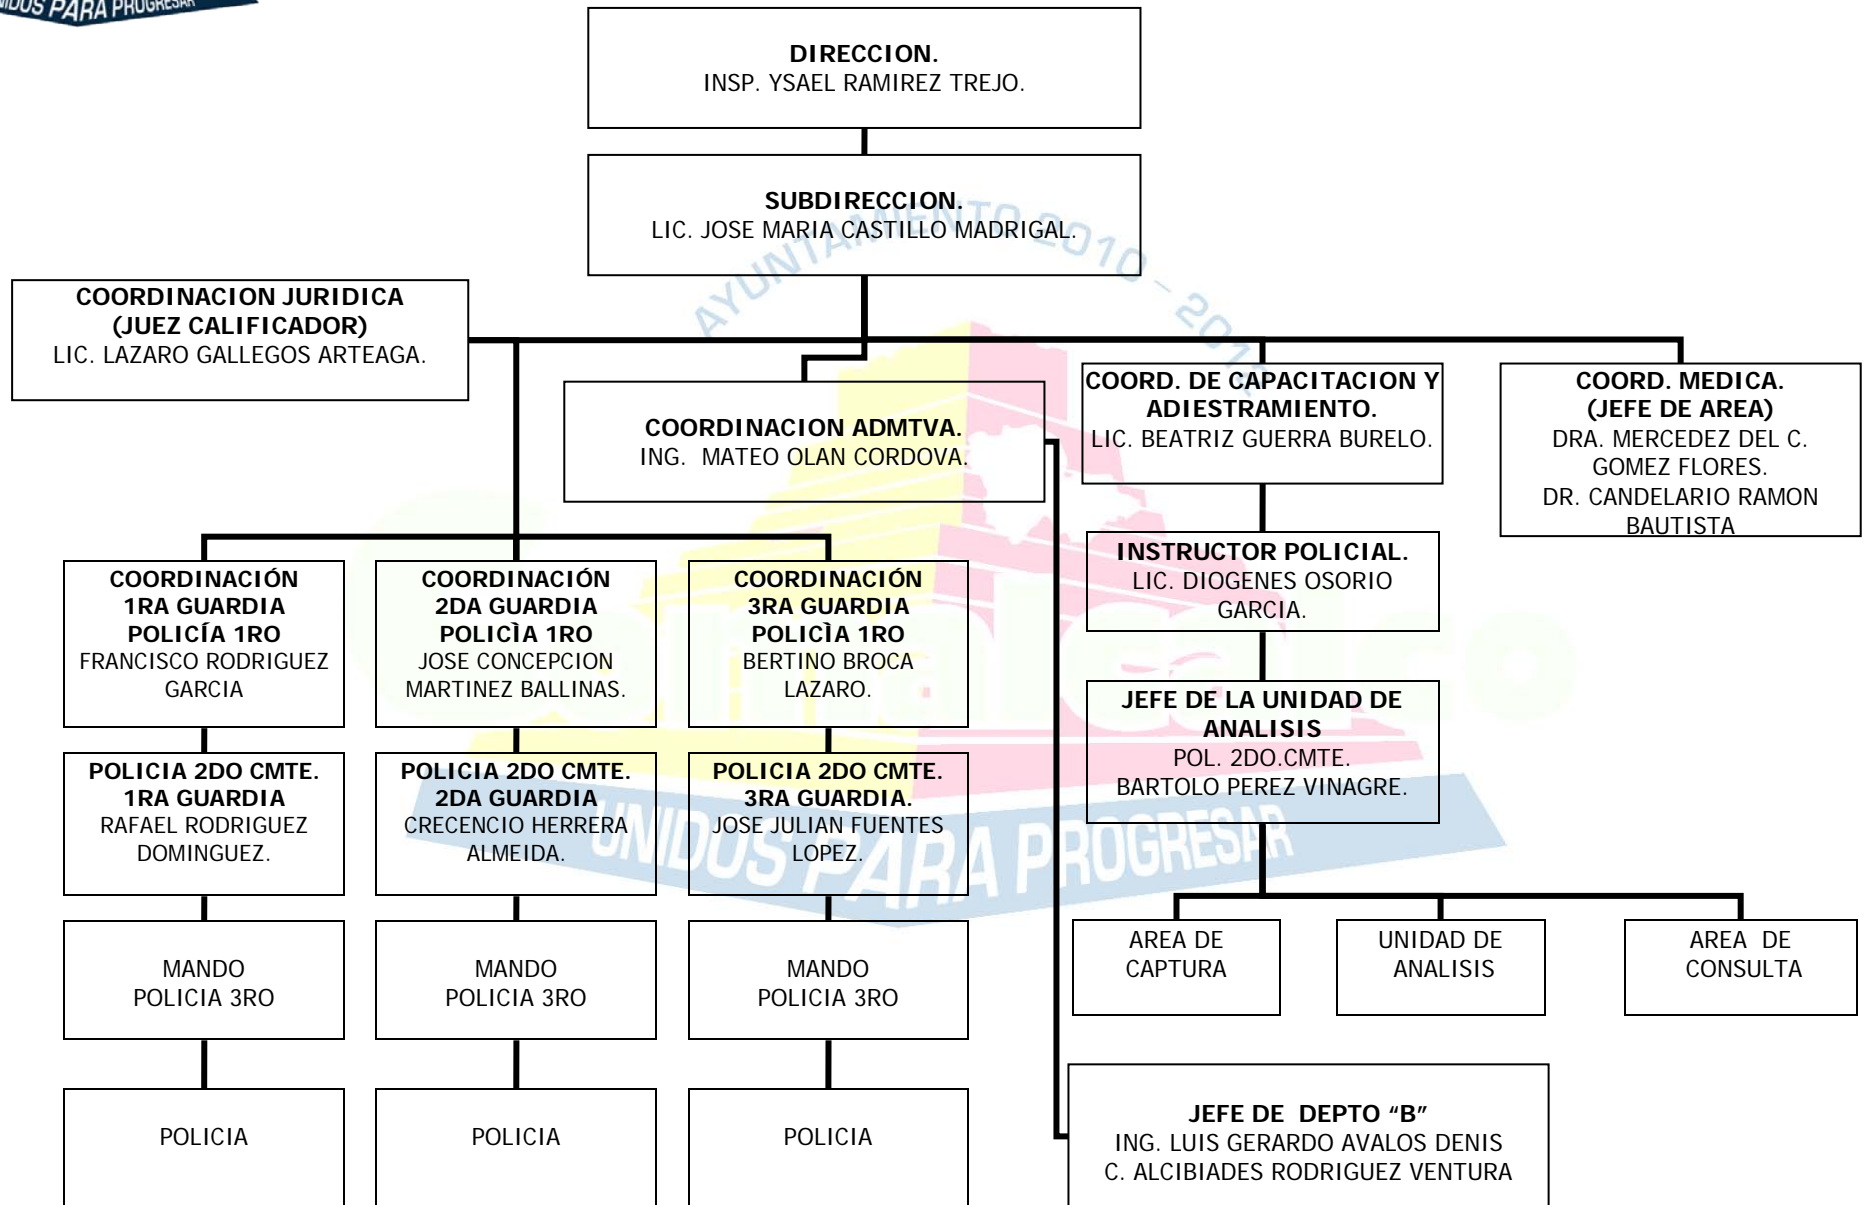 UNIDOS PARA PROGRESAR
DIRECCION.
INSP. YSAEL RAMIREZ TREJO.
SUBDIRECCION.
LIC. JOSE MARIA CASTILLO MADRIGAL.
AYUNTAMIENTO 2010 - 2012
COORDINACION JURIDICA
(JUEZ CALIFICADOR)
LIC. LAZARO GALLEGOS ARTEAGA.
COORDINACION ADMTVA.
ING. MATEO OLAN CORDOVA.
COORD. DE CAPACITACION Y
ADIESTRAMIENTO.
LIC. BEATRIZ GUERRA BURELO.
COORD. MEDICA.
(JEFE DE AREA)
DRA. MERCEDEZ DEL C.
GOMEZ FLORES.
DR. CANDELARIO RAMON
BAUTISTA
COORDINACIÓN
1RA GUARDIA
POLICÍA 1RO
FRANCISCO RODRIGUEZ
GARCIA
COORDINACIÓN
2DA GUARDIA
POLICÌA 1RO
JOSE CONCEPCION
MARTINEZ BALLINAS.
COORDINACIÓN
3RA GUARDIA
POLICÌA 1RO
BERTINO BROCA
LAZARO.
INSTRUCTOR POLICIAL.
LIC. DIOGENES OSORIO
GARCIA.
Comalcalco
JEFE DE LA UNIDAD DE
ANALISIS
POL. 2DO.CMTE.
BARTOLO PEREZ VINAGRE.
POLICIA 2DO CMTE.
1RA GUARDIA
RAFAEL RODRIGUEZ
DOMINGUEZ.
POLICIA 2DO CMTE.
2DA GUARDIA
CRECENCIO HERRERA
ALMEIDA.
POLICIA 2DO CMTE.
3RA GUARDIA.
JOSE JULIAN FUENTES
LOPEZ.
UNIDOS PARA PROGRESAR
MANDO
POLICIA 3RO
MANDO
POLICIA 3RO
MANDO
POLICIA 3RO
AREA DE
CAPTURA
UNIDAD DE
ANALISIS
AREA DE
CONSULTA
POLICIA
POLICIA
POLICIA
JEFE DE DEPTO “B”
ING. LUIS GERARDO AVALOS DENIS
C. ALCIBIADES RODRIGUEZ VENTURA